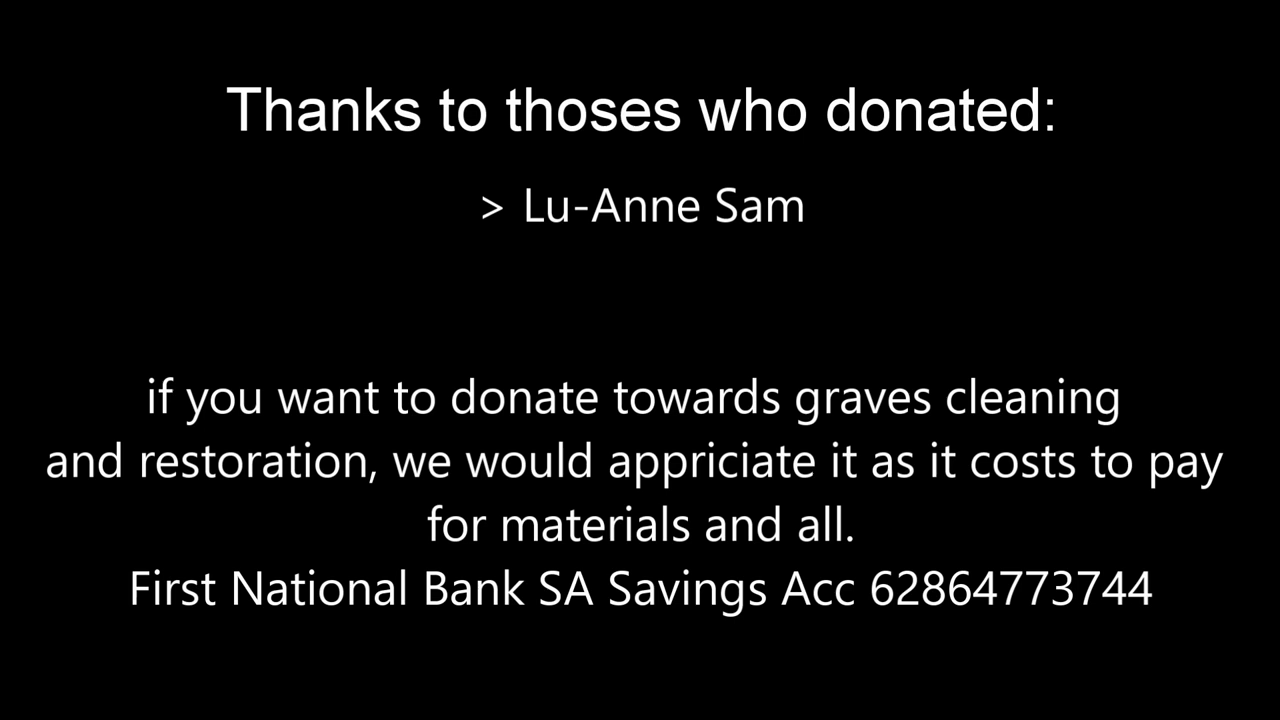 Thanks to thoses who donated:
> Lu-Anne Sam
if you want to donate towards graves cleaning
and restoration, we would appriciate it as it costs to pay
for materials and all.
First National Bank SA Savings Acc 62864773744